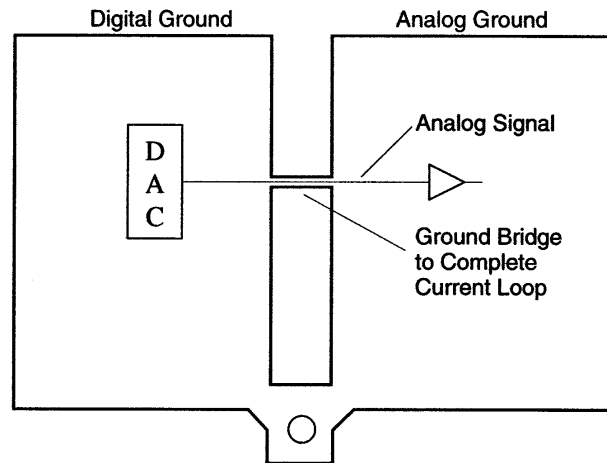 Digital Ground
Analog Ground
Analog Signal
D
A
C
Ground Bridge
to Complete
Current Loop